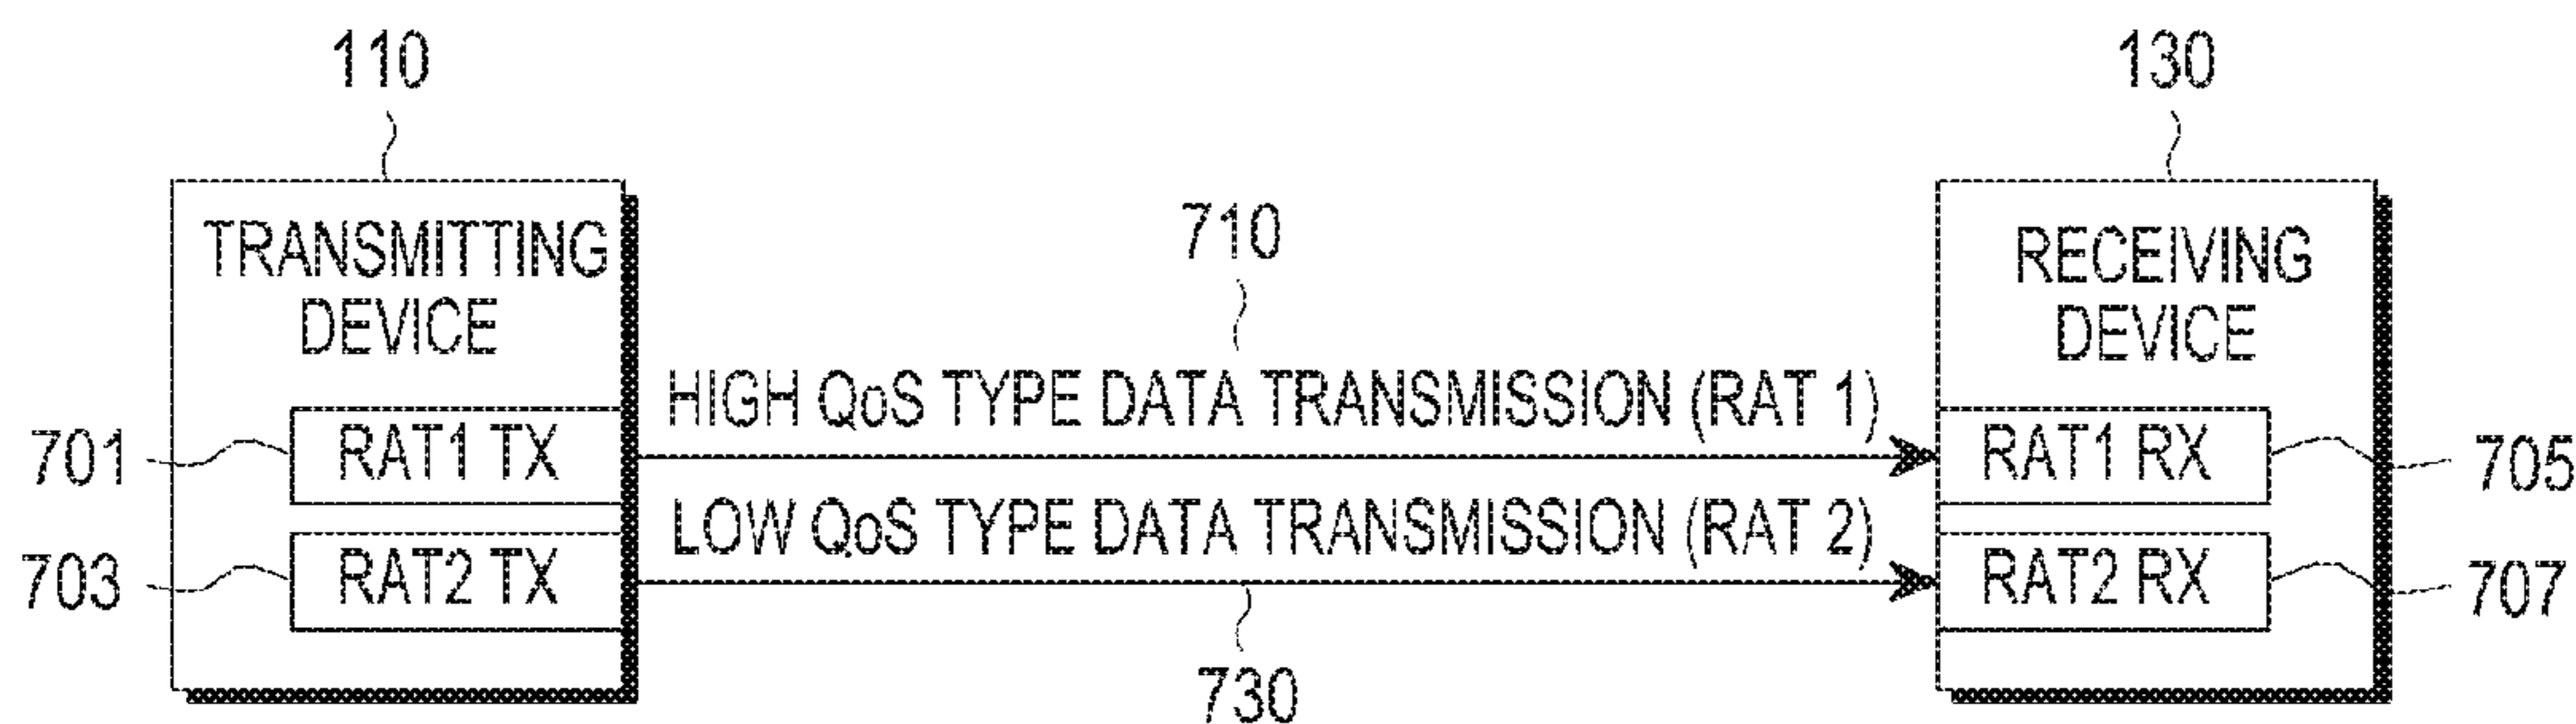 110
130
TRANSMITTING
DEVICE
710
RECEIVING
DEVICE
HIGH QoS TYPE DATA TRANSMISSION (RAT 1)
701
RAT1 TX
RAT1 RX
705
LOW QoS TYPE DATA TRANSMISSION (RAT 2)
703
RAT2 TX
RAT2 RX
707
730